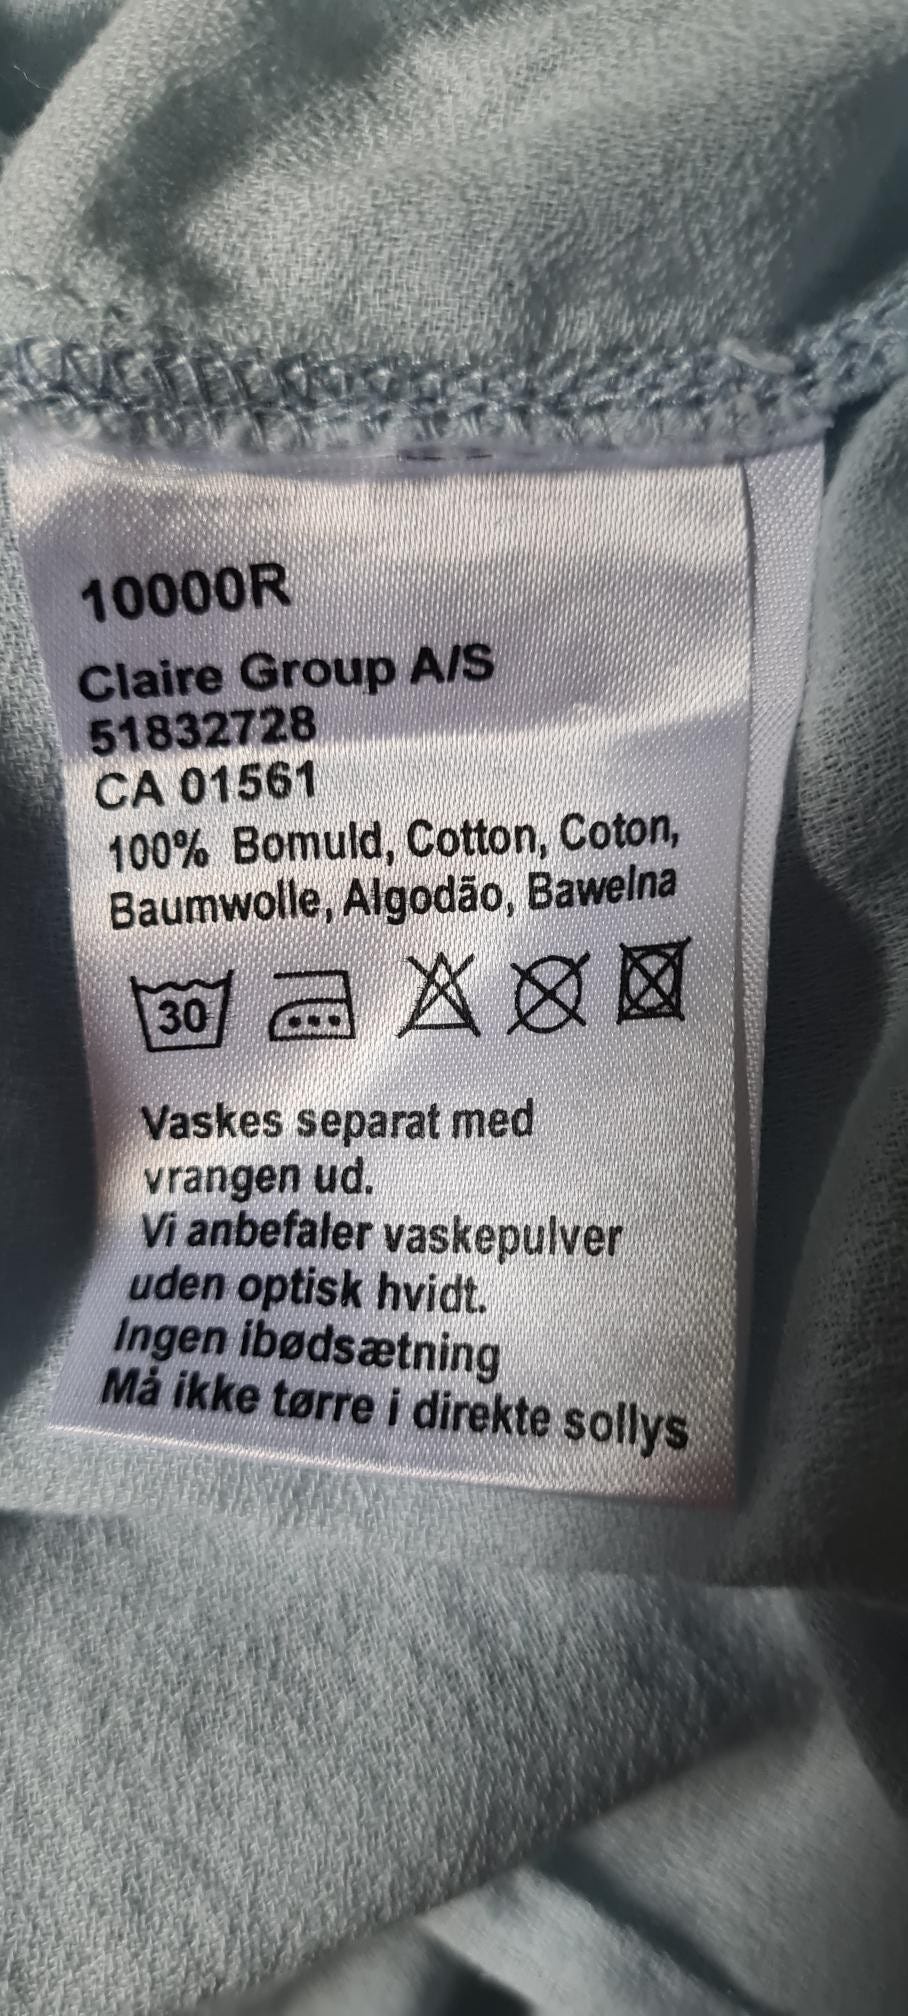 10000R
Claire Group A/S
51832728
CA 01561
100% Bomuld, Cotton, Coton,
Baumwolle, Algodão, Bawelna
30
Vaskes separat med
vrangen ud.
Vi anbefaler vaskepulver
uden optisk hvidt.
Ingen ibødsætning
Må ikke tørre i direkte sollys